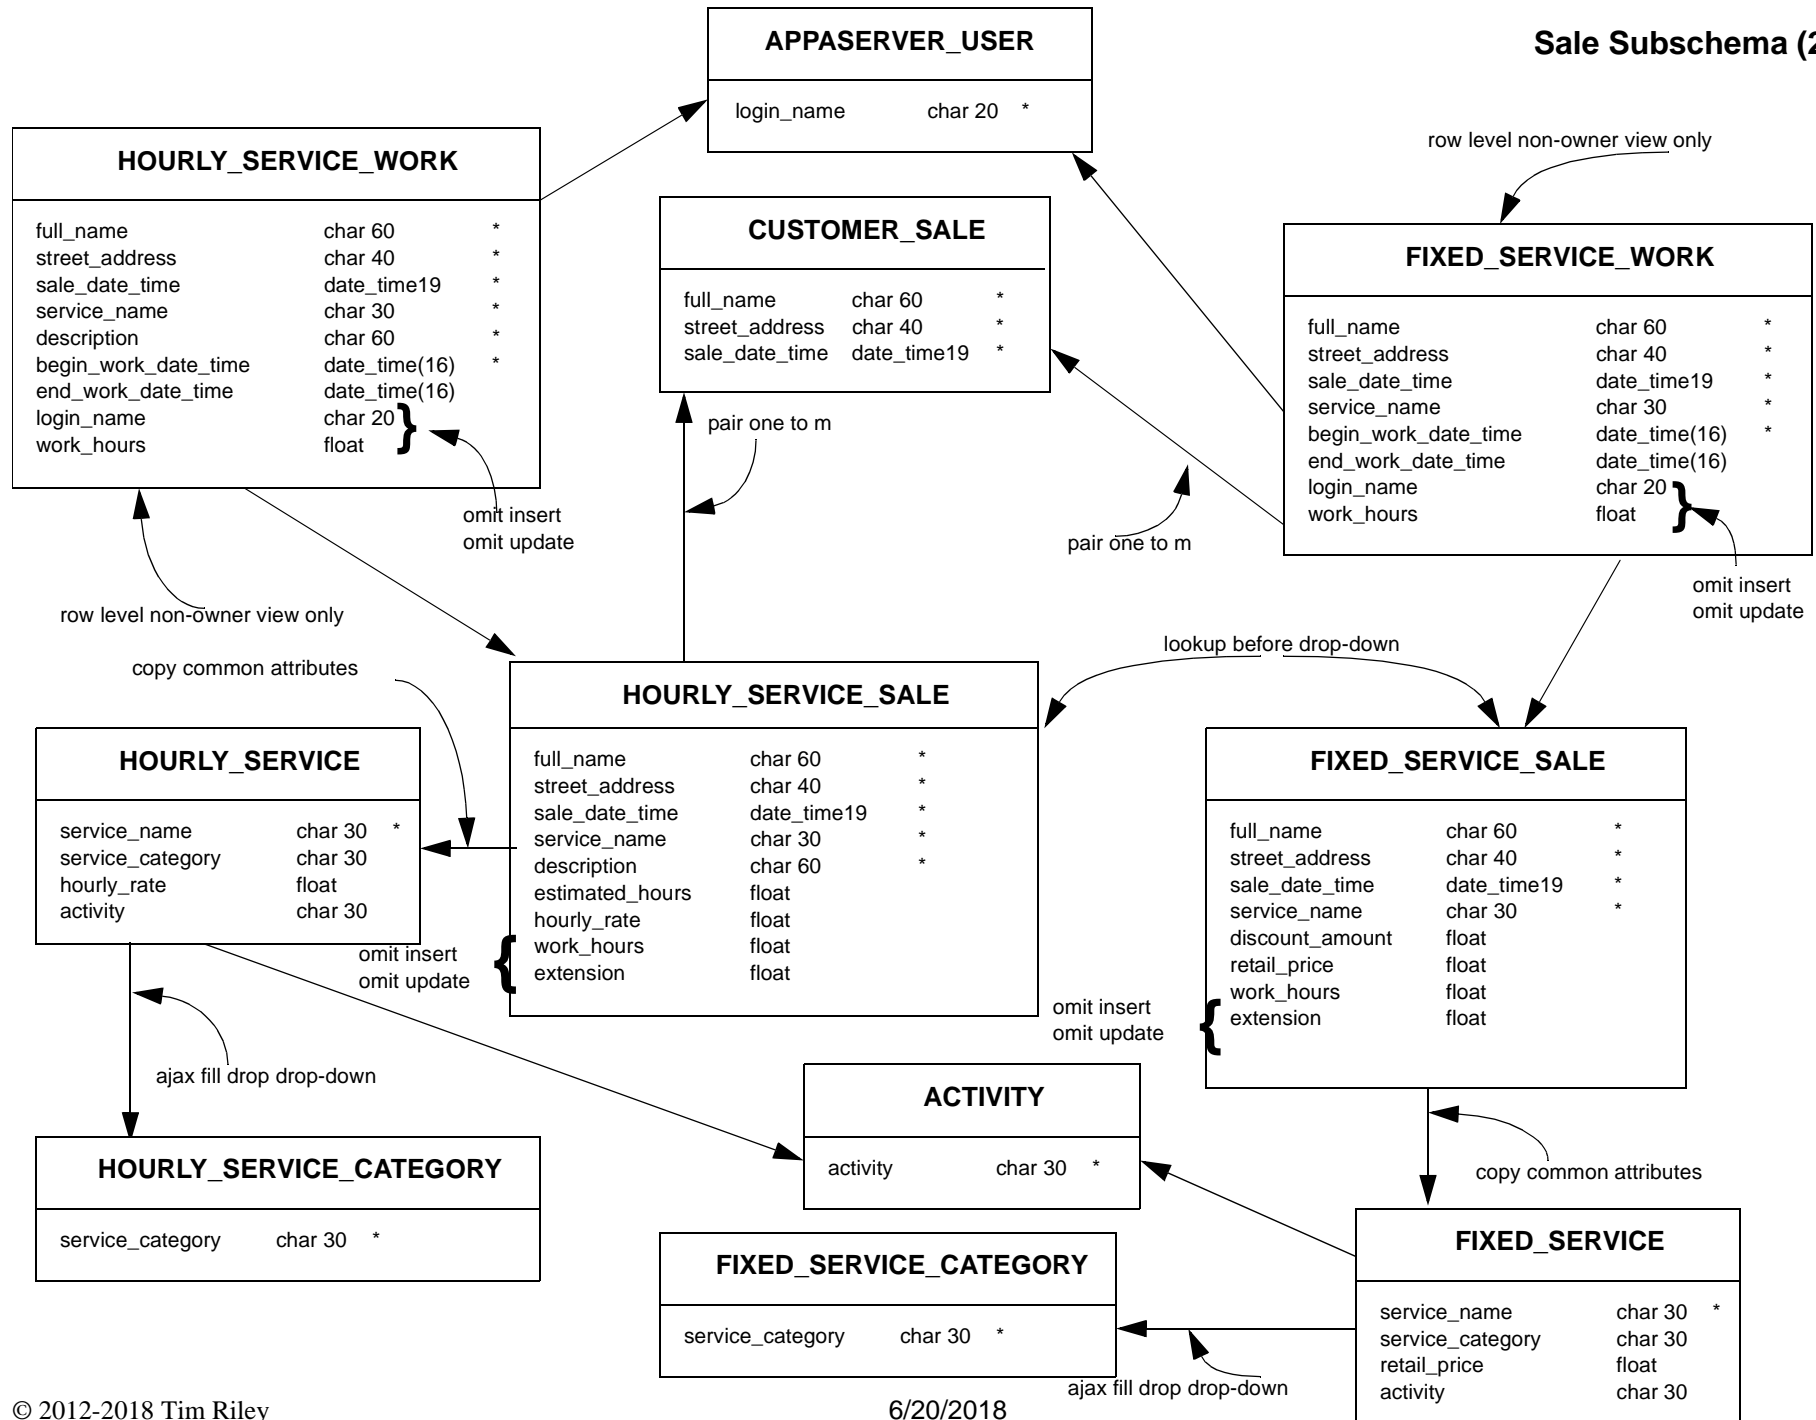 Sale Subschema (2
APPASERVER_USER
login_name char 20 *
row level non-owner view only
HOURLY_SERVICE_WORK
full_name char 60 *
street_address char 40 *
sale_date_time date_time19 *
service_name char 30 *
description char 60 *
begin_work_date_time date_time(16) *
end_work_date_time date_time(16)
login_name char 20
work_hours float
}
omit insert
omit update
row level non-owner view only
CUSTOMER_SALE
full_name char 60 *
street_address char 40 *
sale_date_time date_time19 *
pair one to m
FIXED_SERVICE_WORK
full_name char 60 *
street_address char 40 *
sale_date_time date_time19 *
service_name char 30 *
begin_work_date_time date_time(16) *
end_work_date_time date_time(16)
login_name char 20
work_hours float
}
pair one to m
omit insert
omit update
lookup before drop-down
copy common attributes
HOURLY_SERVICE
service_name char 30 *
service_category char 30
hourly_rate float
activity char 30
HOURLY_SERVICE_SALE
full_name char 60 *
street_address char 40 *
sale_date_time date_time19 *
service_name char 30 *
description char 60 *
estimated_hours float
hourly_rate float
work_hours float
extension float
omit insert
omit update
{
FIXED_SERVICE_SALE
full_name char 60 *
street_address char 40 *
sale_date_time date_time19 *
service_name char 30 *
discount_amount float
retail_price float
work_hours float
extension float
omit insert
omit update
{
ajax fill drop drop-down
HOURLY_SERVICE_CATEGORY
service_category char 30 *
ACTIVITY
activity char 30 *
copy common attributes
FIXED_SERVICE_CATEGORY
service_category char 30 *
ajax fill drop drop-down
FIXED_SERVICE
service_name char 30 *
service_category char 30
retail_price float
activity char 30
© 2012-2018 Tim Riley
6/20/2018